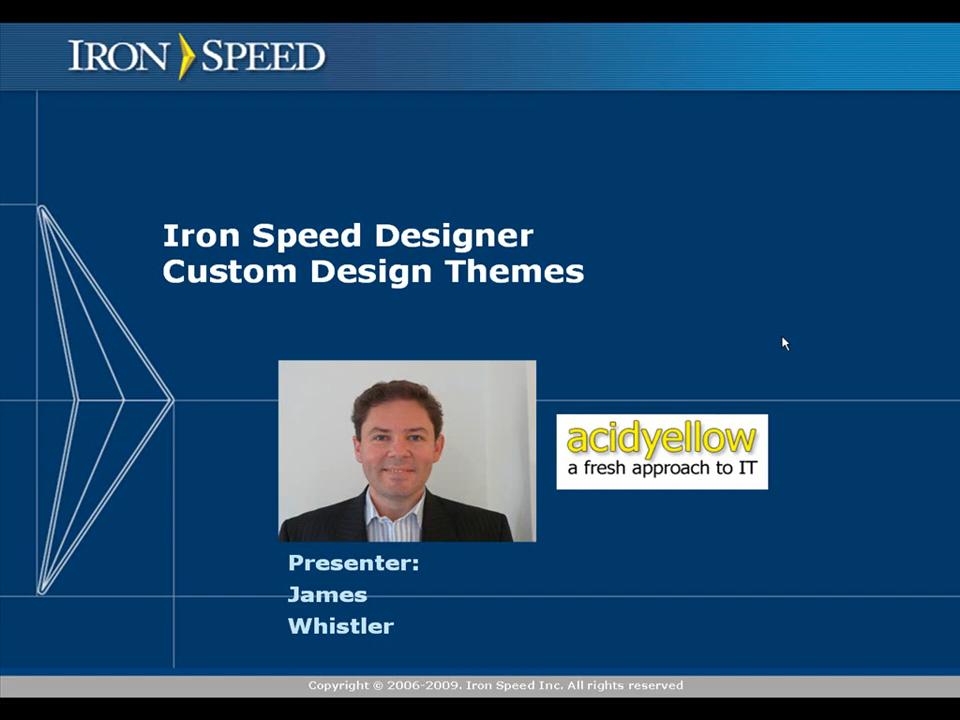 IRON SPEED
Iron Speed Designer
Custom Design Themes
acidyellow
a fresh approach to IT
Presenter:
James
Whistler
Copyright © 2006-2009. Iron Speed Inc. All rights reserved